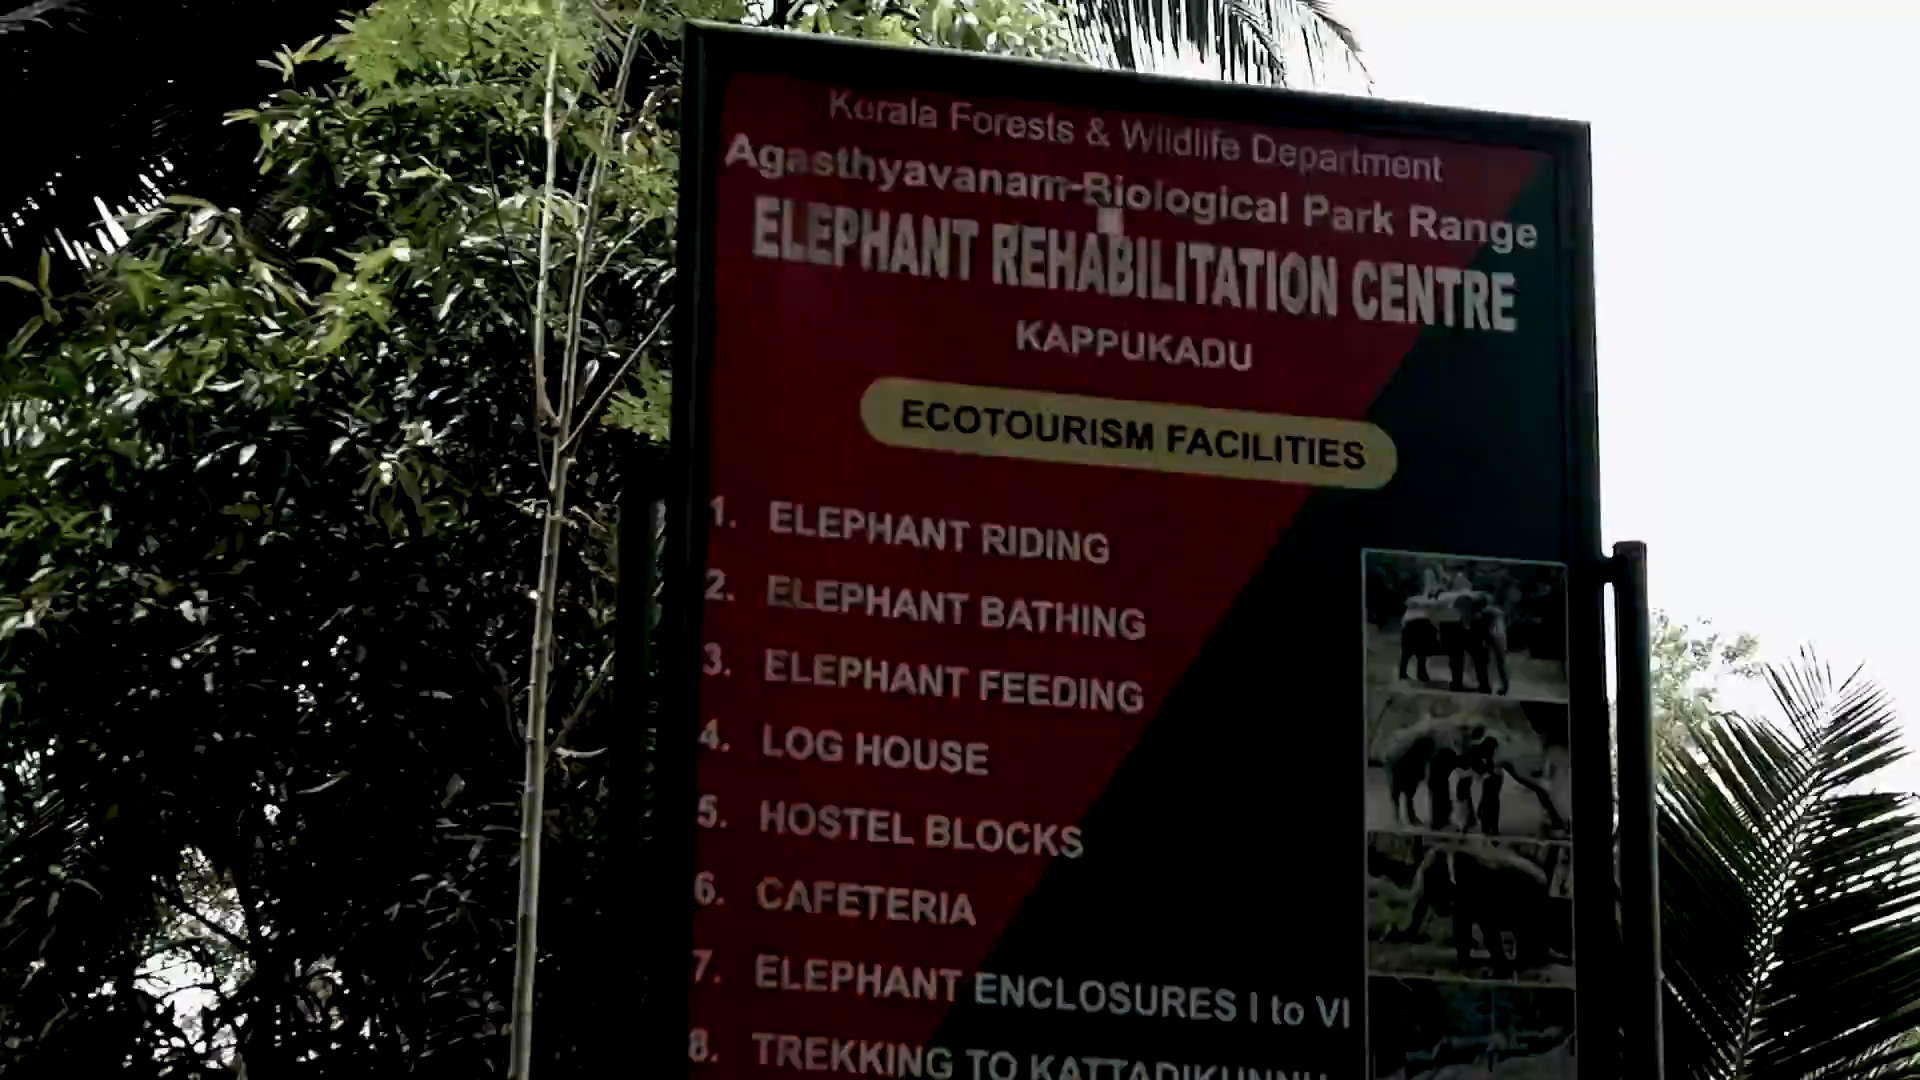 Kerala Forests & Wildlife Department
Agasthyavanam-Biological Park Range
ELEPHANT REHABILITATION CENTRE
KAPPUKADU
ECOTOURISM FACILITIES
1. ELEPHANT RIDING
2. ELEPHANT BATHING
3. ELEPHANT FEEDING
4. LOG HOUSE
5. HOSTEL BLOCKS
6. CAFETERIA
7. ELEPHANT ENCLOSURES I to VI
8. TREKKING TO KATTADIKUNNU